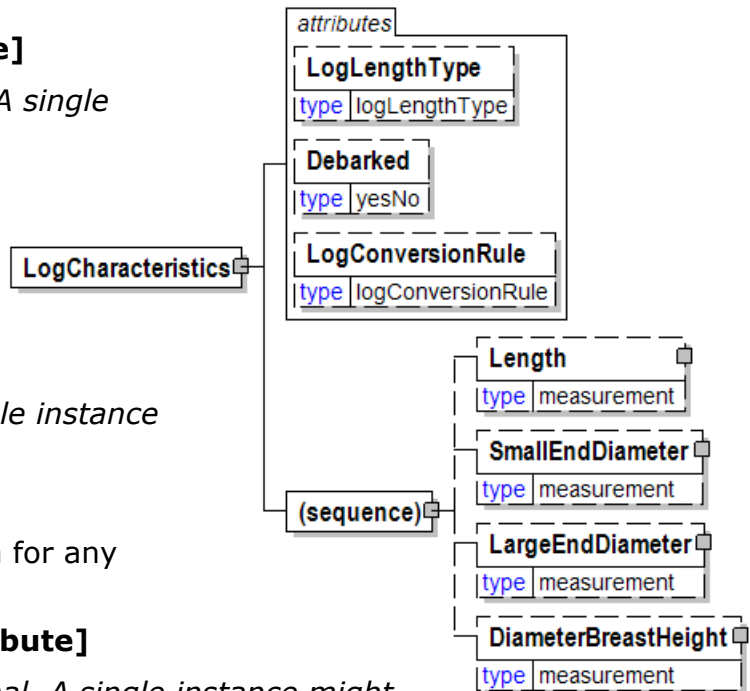 e]
A single
le instance
for any
bute]
al. A single instance might
attributes
LogLengthType
type logLengthType
Debarked
type yesNo
LogConversionRule
type logConversionRule
LogCharacteristics
(sequence)
Length
type measurement
SmallEndDiameter
type measurement
LargeEndDiameter
type measurement
DiameterBreastHeight
type measurement